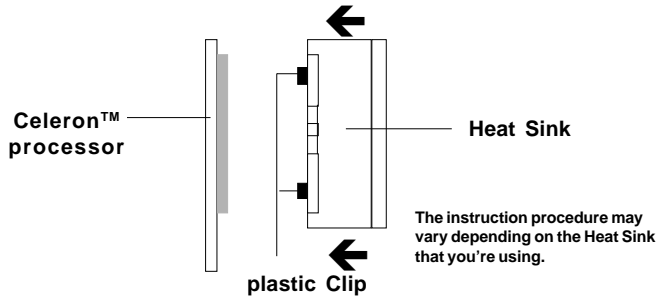 Celeron™
processor
Heat Sink
The instruction procedure may
vary depending on the Heat Sink
that you're using.
plastic Clip